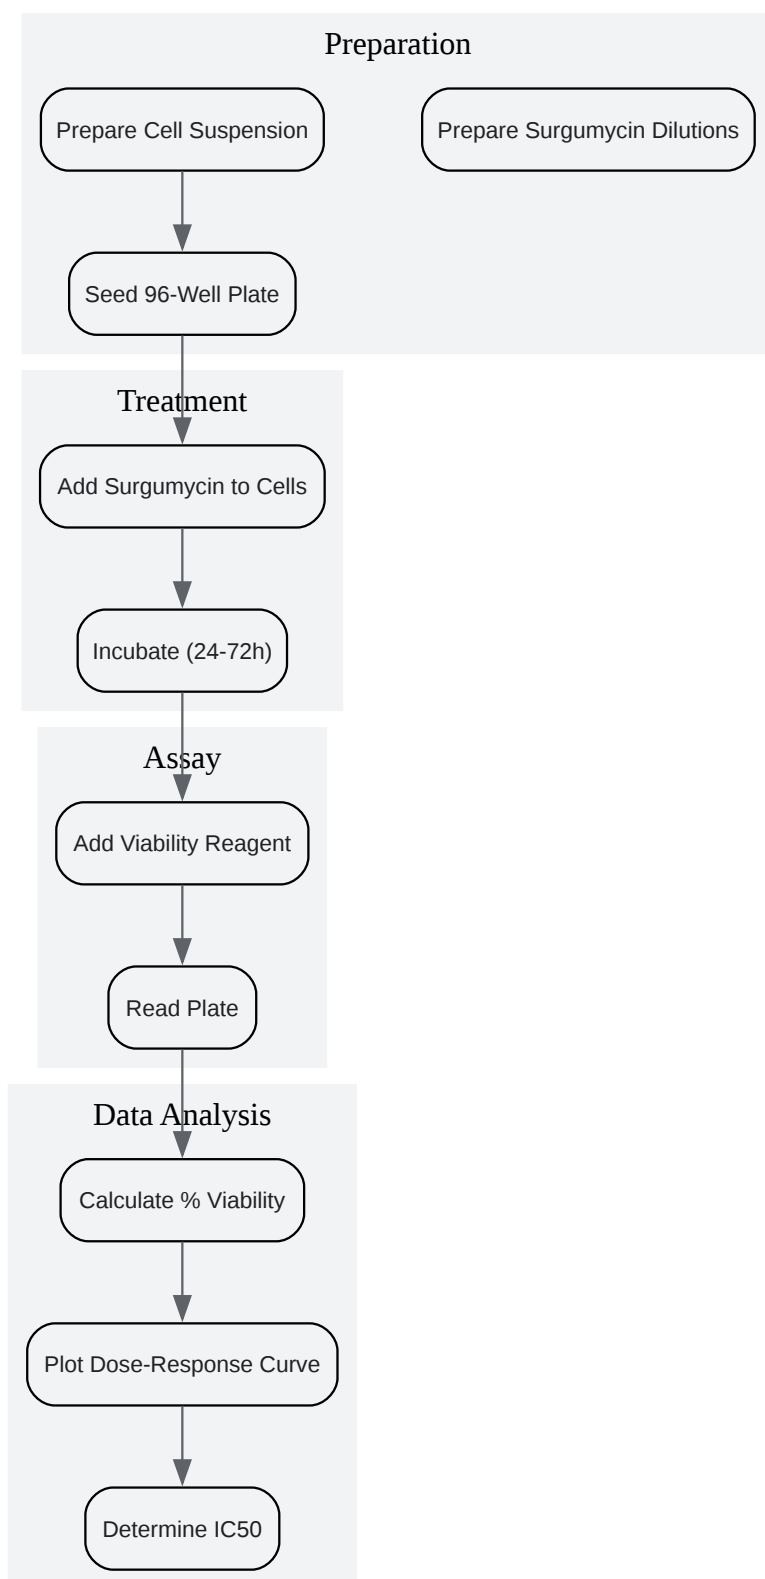 Preparation
Prepare Cell Suspension
Prepare Surgumycin Dilutions
Seed 96-Well Plate
Treatment
Add Surgumycin to Cells
Incubate (24-72h)
Assay
Add Viability Reagent
Read Plate
Data Analysis
Calculate % Viability
Plot Dose-Response Curve
Determine IC50